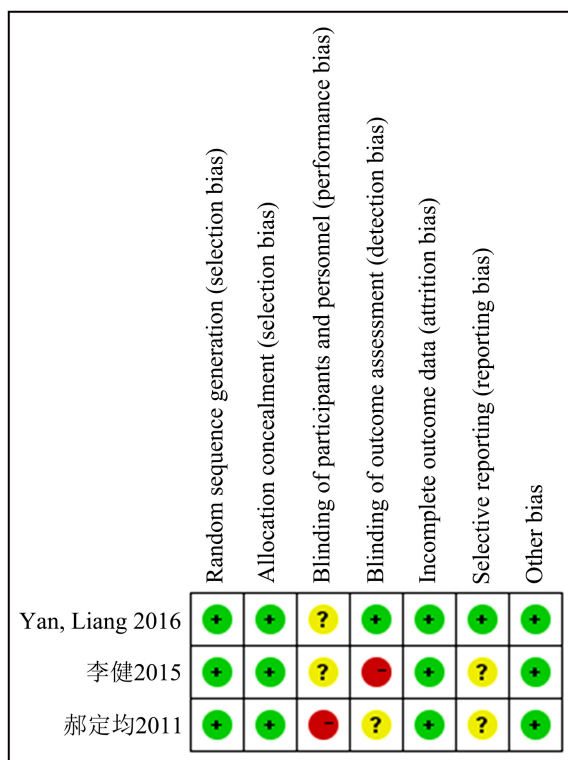 Random sequence generation (selection bias)
Allocation concealment (selection bias)
Blinding of participants and personnel (performance bias)
Blinding of outcome assessment (detection bias)
Incomplete outcome data (attrition bias)
Selective reporting (reporting bias)
Other bias
Yan, Liang 2016 + + ? + + + +
李健2015 + + ? - + ? +
郝定均2011 + + - ? + ? +